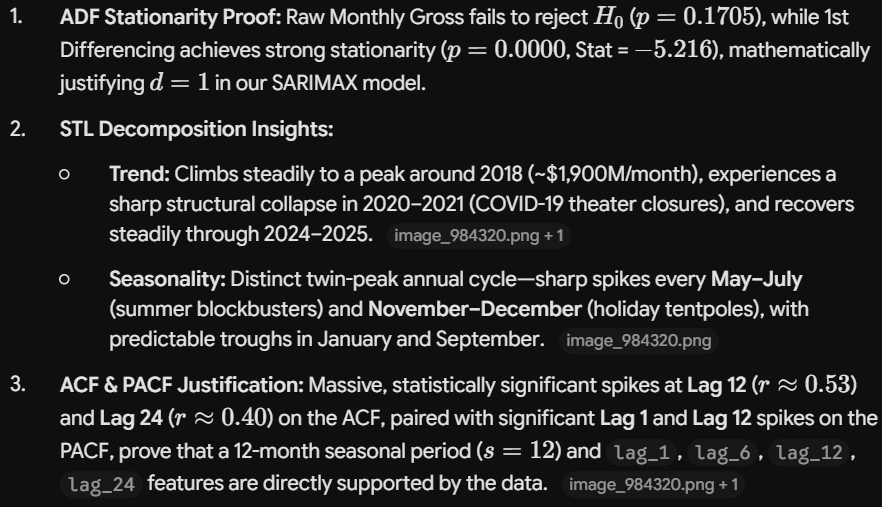 1. ADF Stationarity Proof: Raw Monthly Gross fails to reject H₀ (p = 0.1705), while 1st
Differencing achieves strong stationarity (p = 0.0000, Stat = −5.216), mathematically
justifying d = 1 in our SARIMAX model.
2. STL Decomposition Insights:
○ Trend: Climbs steadily to a peak around 2018 (~$1,900M/month), experiences a
sharp structural collapse in 2020–2021 (COVID-19 theater closures), and recovers
steadily through 2024–2025. image_984320.png + 1
○ Seasonality: Distinct twin-peak annual cycle—sharp spikes every May–July
(summer blockbusters) and November–December (holiday tentpoles), with
predictable troughs in January and September. image_984320.png
3. ACF & PACF Justification: Massive, statistically significant spikes at Lag 12 (r ≈ 0.53)
and Lag 24 (r ≈ 0.40) on the ACF, paired with significant Lag 1 and Lag 12 spikes on the
PACF, prove that a 12-month seasonal period (s = 12) and lag_1 , lag_6 , lag_12 ,
lag_24 features are directly supported by the data. image_984320.png + 1